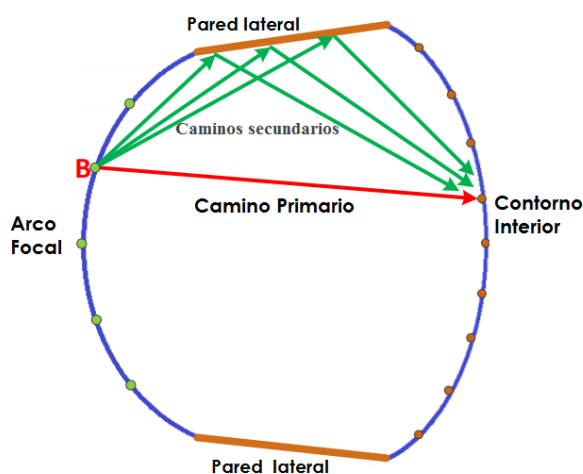 Pared lateral
Caminos secundarios
B
Camino Primario
Arco
Focal
Contorno
Interior
Pared lateral